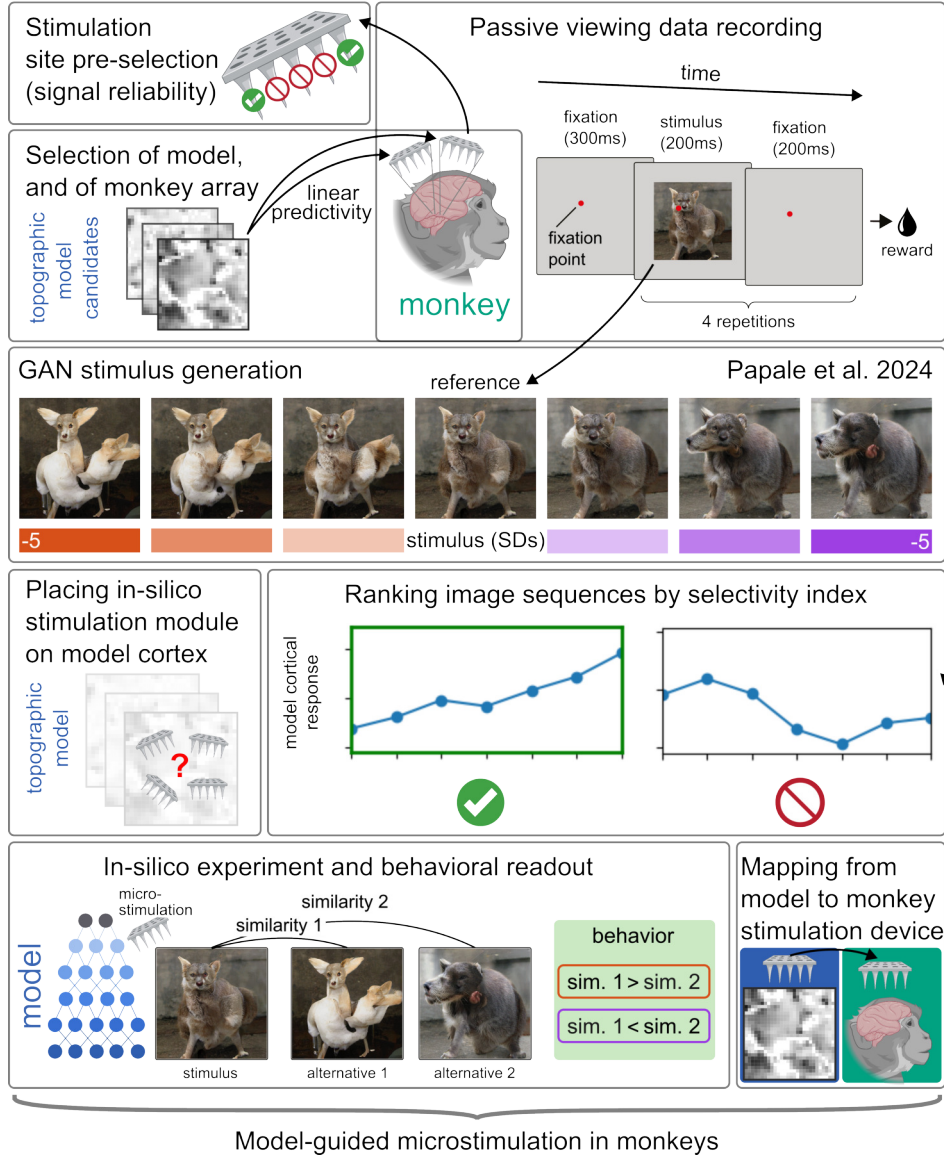 Stimulation
site pre-selection
(signal reliability)
Passive viewing data recording
time
fixation
(300ms)
stimulus
(200ms)
fixation
(200ms)
fixation
point
reward
4 repetitions
Selection of model,
and of monkey array
linear
predictivity
topographic
model
candidates
monkey
GAN stimulus generation
reference
Papale et al. 2024
-5
stimulus (SDs)
-5
Placing in-silico
stimulation module
on model cortex
topographic
model
?
Ranking image sequences by selectivity index
model cortical
response
In-silico experiment and behavioral readout
micro-
stimulation
similarity 2
similarity 1
model
stimulus
alternative 1
alternative 2
behavior
sim. 1 > sim. 2
sim. 1 < sim. 2
Mapping from
model to monkey
stimulation device
Model-guided microstimulation in monkeys